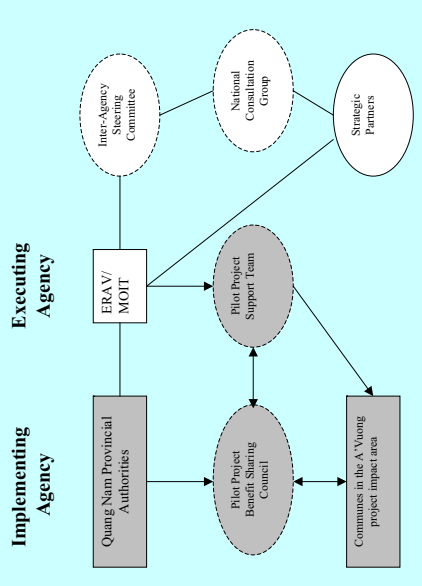 Implementing
Agency
Executing
Agency
Quang Nam Provincial
Authorities
ERAV/
MOIT
Inter-Agency
Steering
Committee
Pilot Project
Benefit Sharing
Council
Pilot Project
Support Team
National
Consultation
Group
Communes in the A'Vuong
project impact area
Strategic
Partners